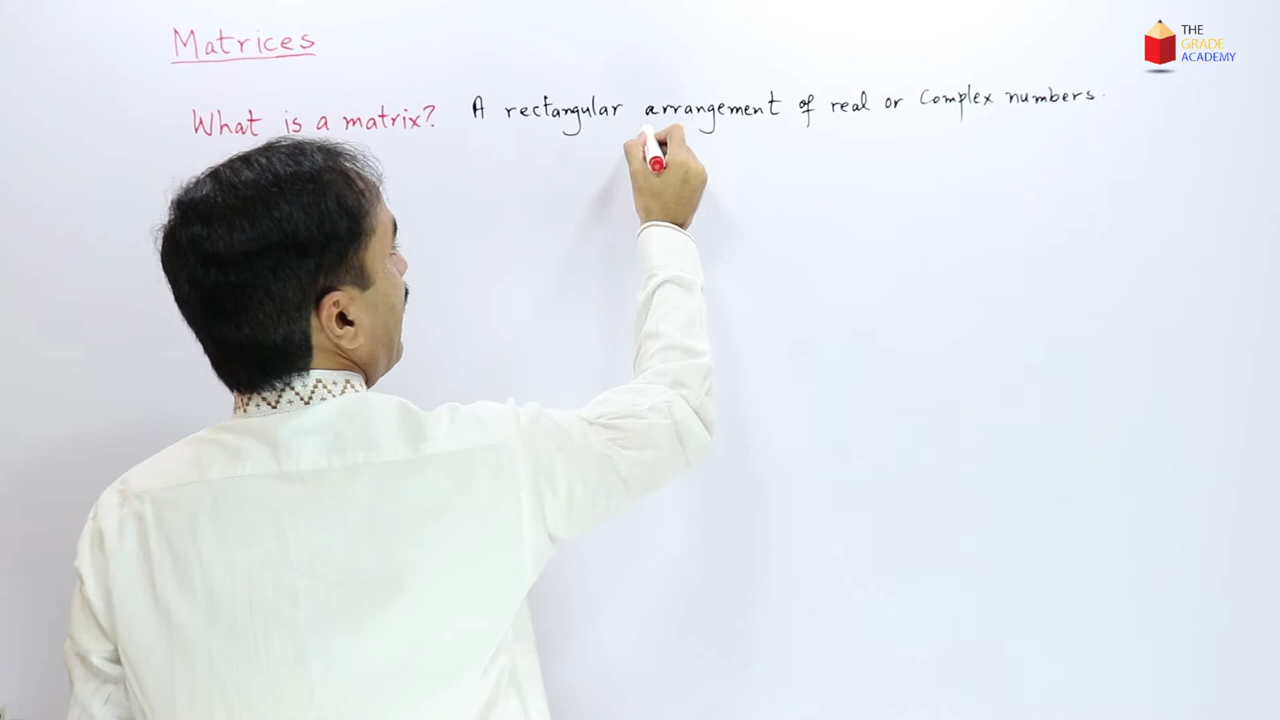 Matrices
What is a matrix? A rectangular arrangement of real or complex numbers.
THE
GRADE
ACADEMY